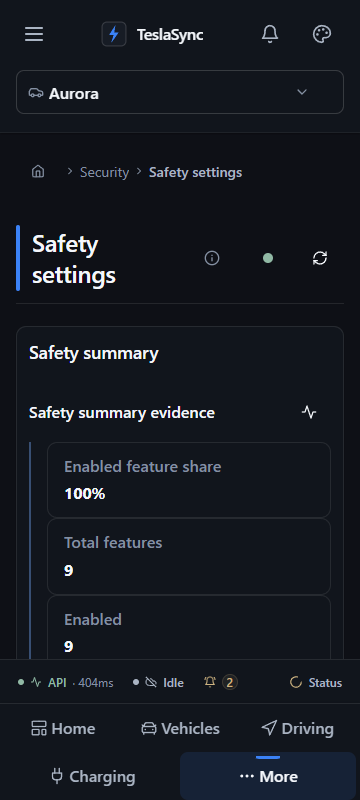 TeslaSync
Aurora
Security
Safety settings
Safety
settings
Safety summary
Safety summary evidence
Enabled feature share
100%
Total features
9
Enabled
9
API · 404ms
Idle
2
Status
Home
Vehicles
Driving
Charging
More